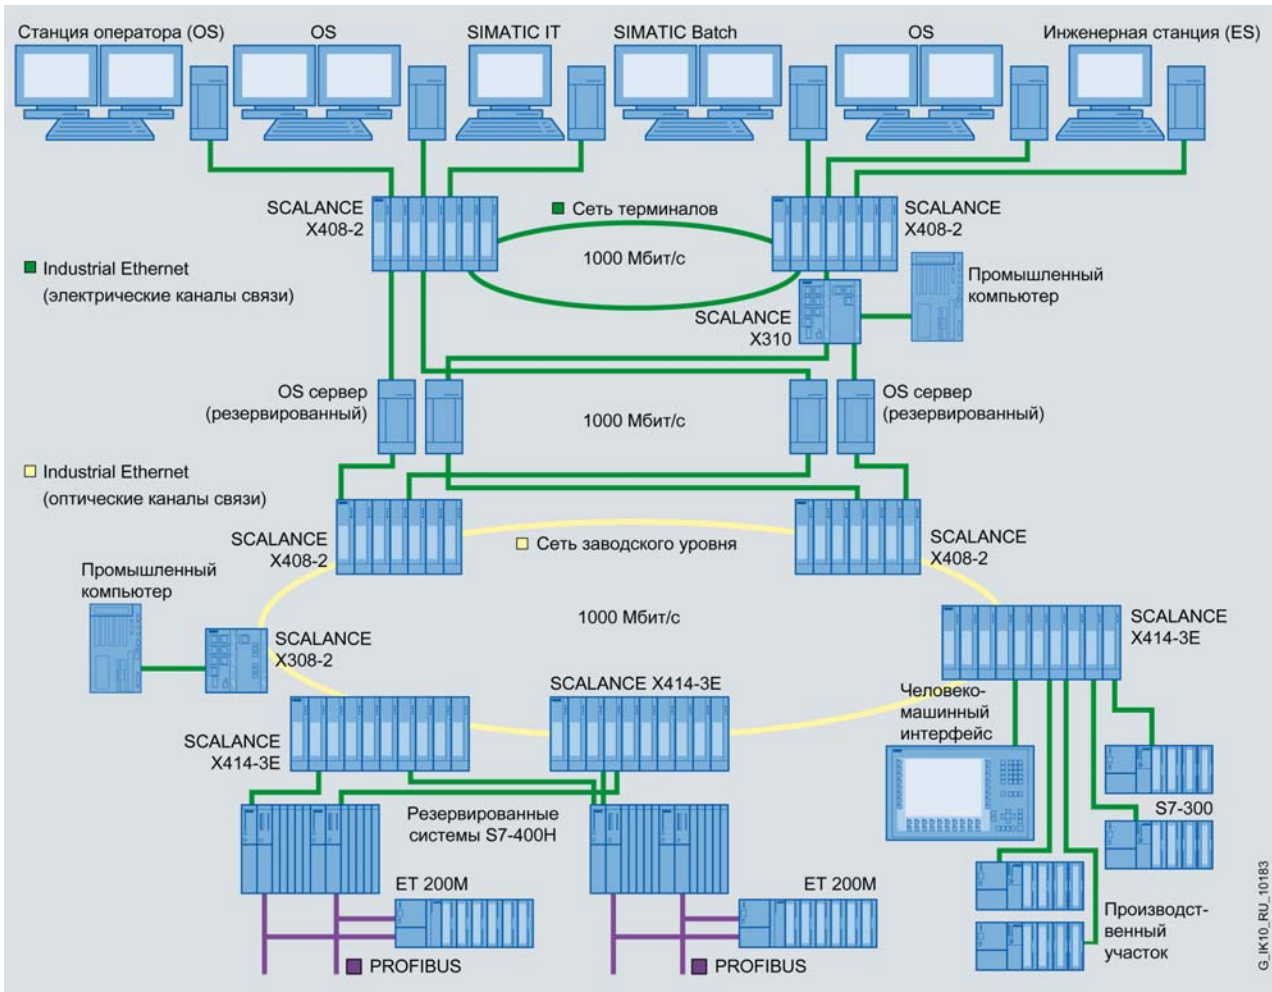 Станция оператора (OS)
OS
SIMATIC IT
SIMATIC Batch
OS
Инженерная станция (ES)
SCALANCE
X408-2
Сеть терминалов
SCALANCE
X408-2
1000 Мбит/с
Industrial Ethernet
(электрические каналы связи)
Промышленный
компьютер
SCALANCE
X310
OS сервер
(резервированный)
1000 Мбит/с
OS сервер
(резервированный)
Industrial Ethernet
(оптические каналы связи)
SCALANCE
X408-2
Сеть заводского уровня
SCALANCE
X408-2
Промышленный
компьютер
1000 Мбит/с
SCALANCE
X414-3E
SCALANCE
X308-2
SCALANCE X414-3E
Человеко-
машинный
интерфейс
SCALANCE
X414-3E
S7-300
Резервированные
системы S7-400H
ET 200M
ET 200M
Производст-
венный
участок
PROFIBUS
PROFIBUS
G_IK10_RU_10183